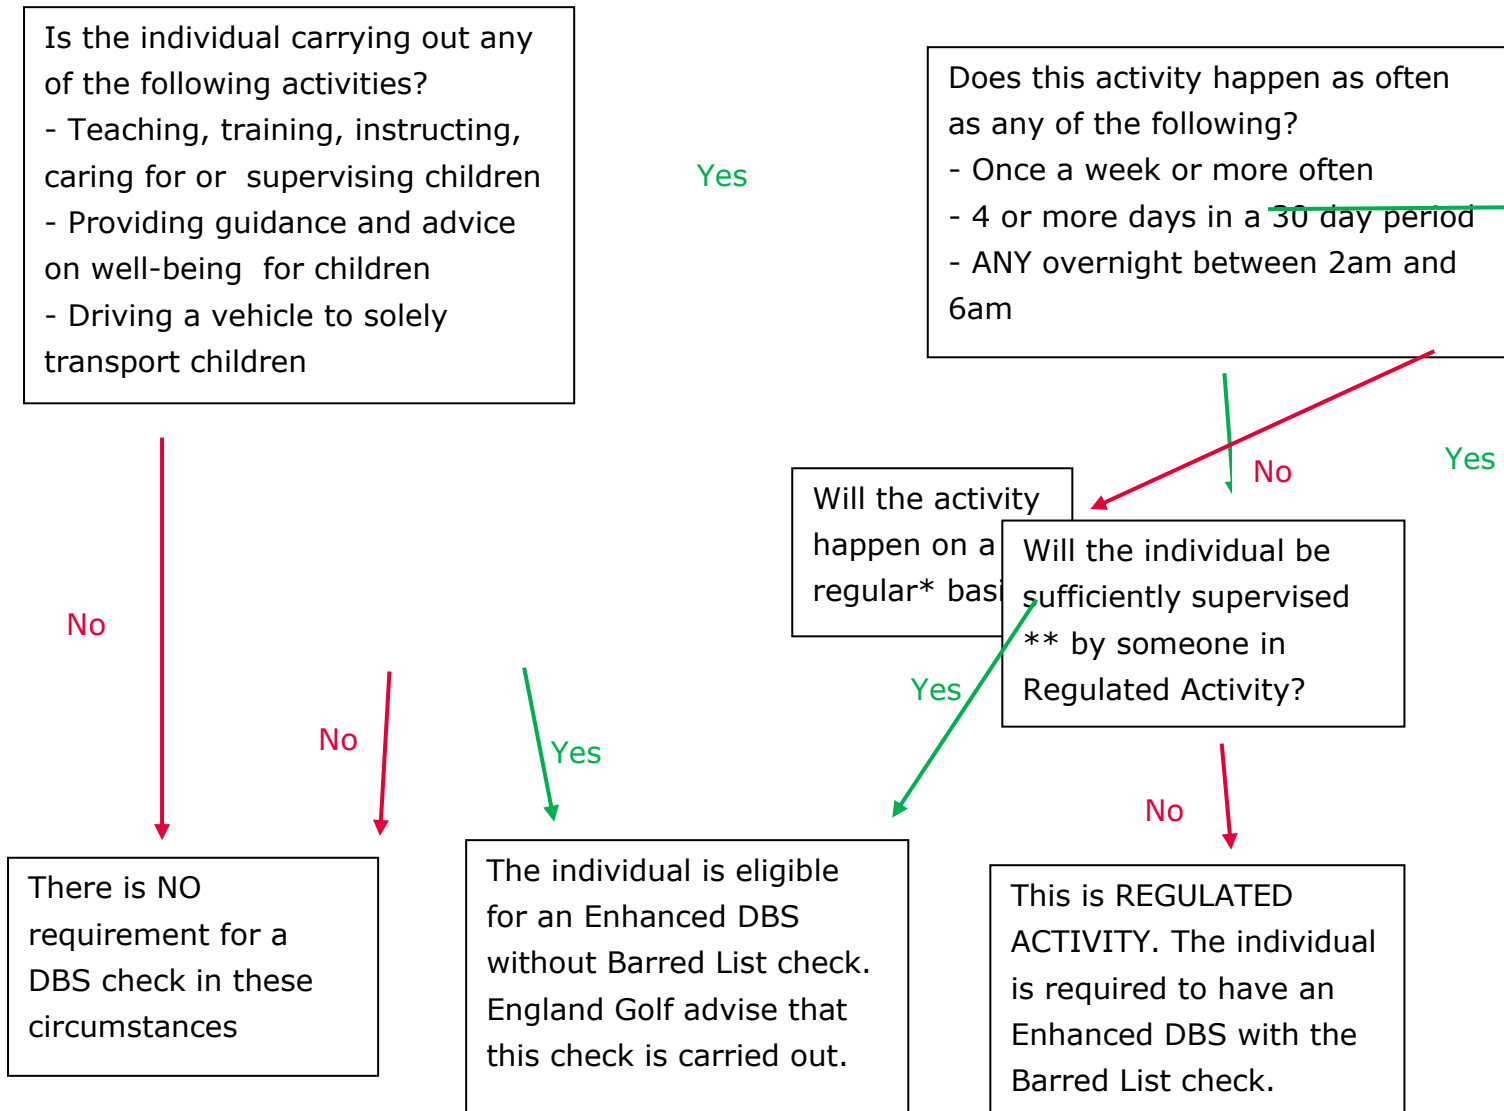 Is the individual carrying out any
of the following activities?
- Teaching, training, instructing,
caring for or  supervising children
- Providing guidance and advice
on well-being  for children
- Driving a vehicle to solely
transport children
Yes
Does this activity happen as often
as any of the following?
- Once a week or more often
- 4 or more days in a 30 day period
- ANY overnight between 2am and
6am
No
Yes
Will the activity
happen on a
regular* basi
Will the individual be
sufficiently supervised
** by someone in
Regulated Activity?
No
No
Yes
Yes
No
There is NO
requirement for a
DBS check in these
circumstances
The individual is eligible
for an Enhanced DBS
without Barred List check.
England Golf advise that
this check is carried out.
This is REGULATED
ACTIVITY. The individual
is required to have an
Enhanced DBS with the
Barred List check.